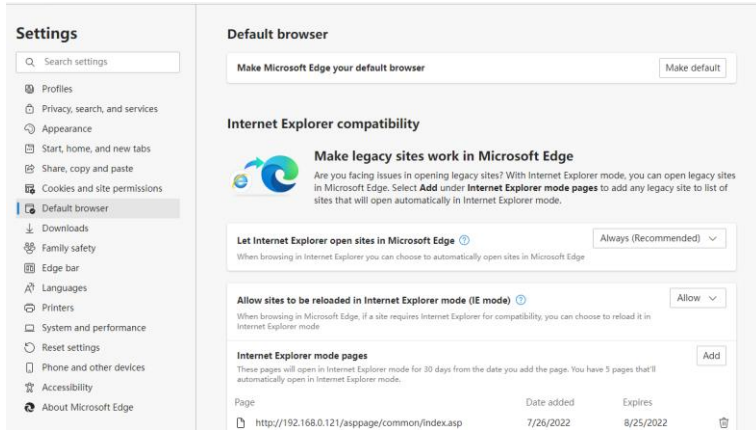 Settings
Search settings
Profiles
Privacy, search, and services
Appearance
Start, home, and new tabs
Share, copy and paste
Cookies and site permissions
Default browser
Downloads
Family safety
Edge bar
Languages
Printers
System and performance
Reset settings
Phone and other devices
Accessibility
About Microsoft Edge
Default browser
Make Microsoft Edge your default browser
Make default
Internet Explorer compatibility
Make legacy sites work in Microsoft Edge
Are you facing issues in opening legacy sites? With Internet Explorer mode, you can open legacy sites
in Microsoft Edge. Select Add under Internet Explorer mode pages to add any legacy site to list of
sites that will open automatically in Internet Explorer mode.
Let Internet Explorer open sites in Microsoft Edge
Always (Recommended)
When browsing in Internet Explorer you can choose to automatically open sites in Microsoft Edge
Allow sites to be reloaded in Internet Explorer mode (IE mode)
Allow
When browsing in Microsoft Edge, if a site requires Internet Explorer for compatibility, you can choose to reload it in
Internet Explorer mode
Internet Explorer mode pages
Add
These pages will open in Internet Explorer mode for 30 days from the date you add the page. You have 5 pages that'll
automatically open in Internet Explorer mode.
Page Date added Expires
http://192.168.0.121/asppage/common/index.asp 7/26/2022 8/25/2022